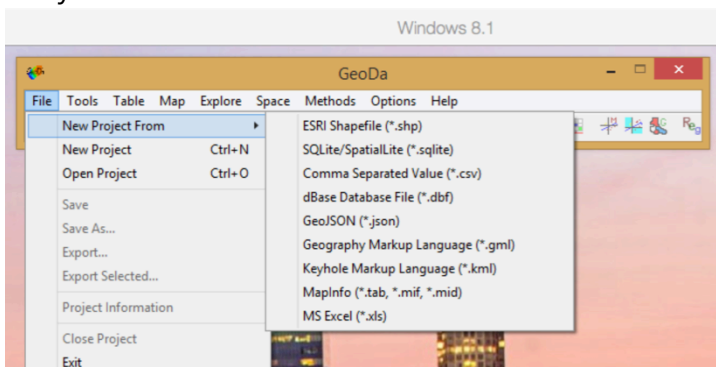 Windows 8.1
GeoDa
File Tools Table Map Explore Space Methods Options Help
New Project From
New Project Ctrl+N
Open Project Ctrl+O
Save
Save As...
Export...
Export Selected...
Project Information
Close Project
Exit
ESRI Shapefile (*.shp)
SQLite/SpatialLite (*.sqlite)
Comma Separated Value (*.csv)
dBase Database File (*.dbf)
GeoJSON (*.json)
Geography Markup Language (*.gml)
Keyhole Markup Language (*.kml)
MapInfo (*.tab, *.mif, *.mid)
MS Excel (*.xls)
Reg